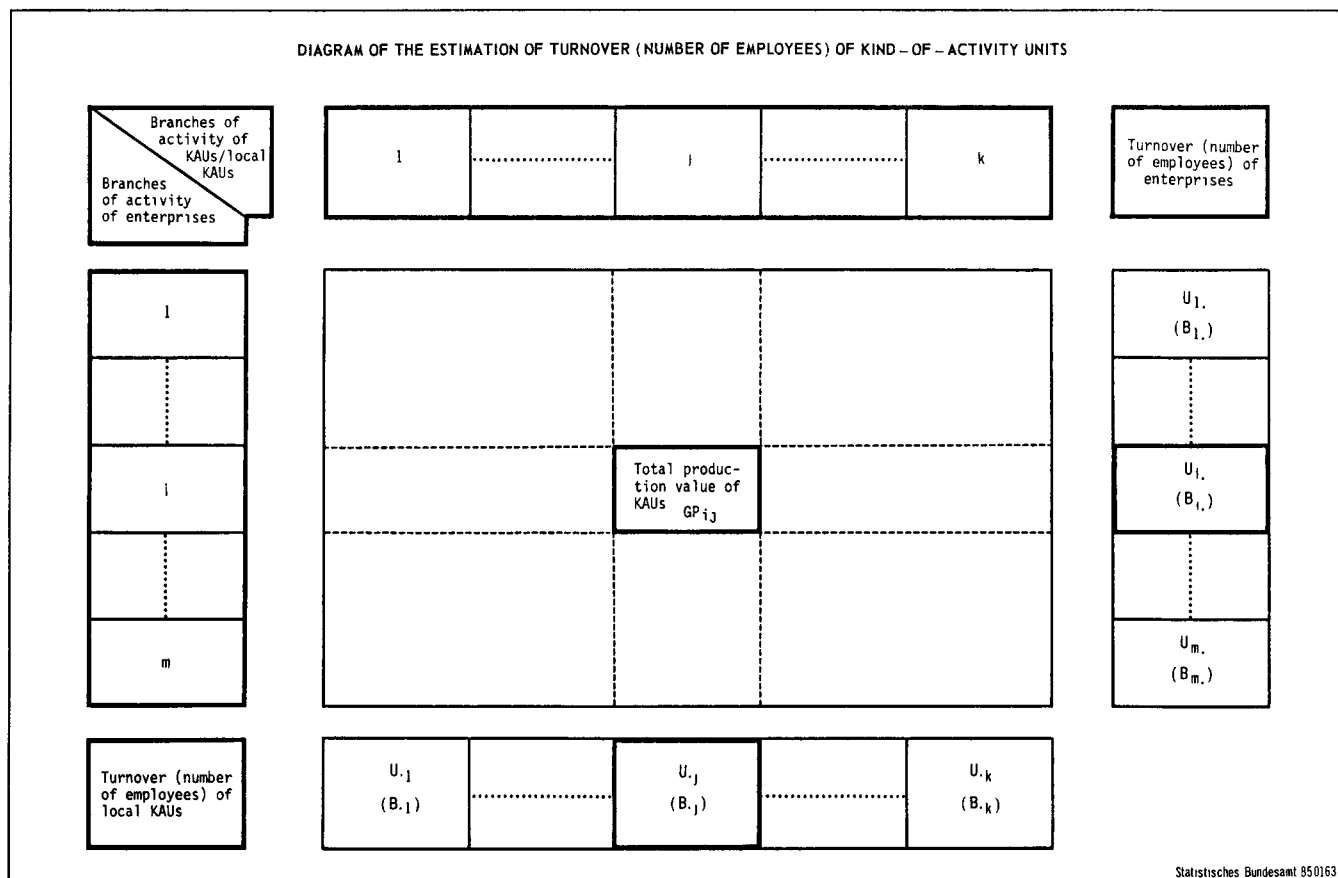 DIAGRAM OF THE ESTIMATION OF TURNOVER (NUMBER OF EMPLOYEES) OF KIND–OF–ACTIVITY UNITS
Branches of
activity of
KAUs/local
KAUs
Branches
of activity
of enterprises
1
j
k
Turnover (number
of employees) of
enterprises
1
U1.
(B1.)
i
Total produc-
tion value of
KAUs GPij
Ui.
(Bi.)
m
Um.
(Bm.)
Turnover (number
of employees) of
local KAUs
U.1
(B.1)
U.j
(B.j)
U.k
(B.k)
Statistisches Bundesamt 850163